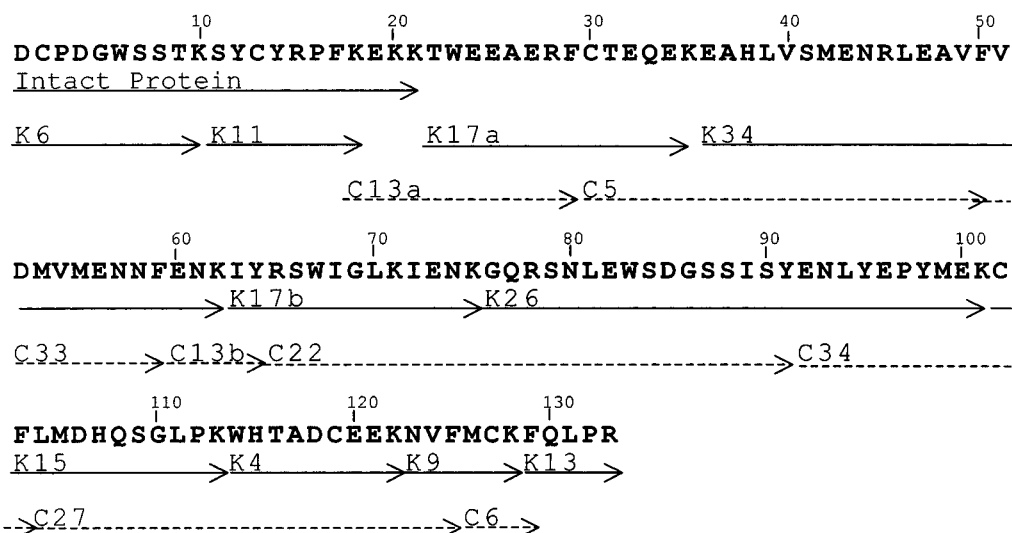 10 20 30 40 50
DCPDGWSSTKSYCYRPFKEKKTWEEAERFCTEQEKEAHLVSMENRLEAVFV
Intact Protein
K6 K11 K17a K34
C13a C5
60 70 80 90 100
DMVMENNFENKIYRSWIGLKIENKGQRSNLEWSDGSSISYENLYEPYMEKC
K17b K26
C33 C13b C22 C34
110 120 130
FLMDHQSGLPKWHTADCEEKNVFMCKFQLPR
K15 K4 K9 K13
C27 C6